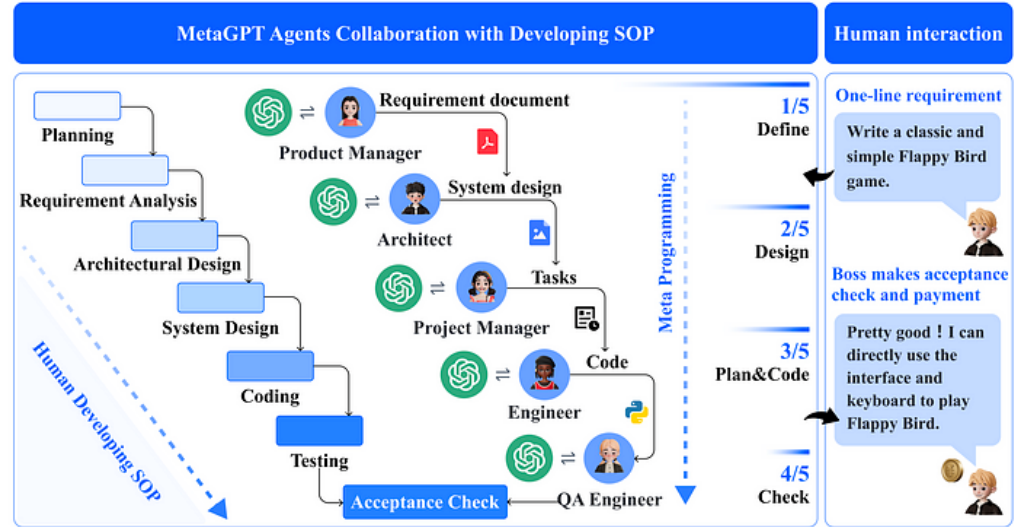 MetaGPT Agents Collaboration with Developing SOP
Human interaction
Planning
Requirement Analysis
Architectural Design
System Design
Coding
Testing
Human Developing SOP
Requirement document
Product Manager
System design
Architect
Tasks
Project Manager
Code
Engineer
QA Engineer
Acceptance Check
Meta Programming
1/5
Define
2/5
Design
3/5
Plan&Code
4/5
Check
One-line requirement
Write a classic and
simple Flappy Bird
game.
Boss makes acceptance
check and payment
Pretty good ! I can
directly use the
interface and
keyboard to play
Flappy Bird.